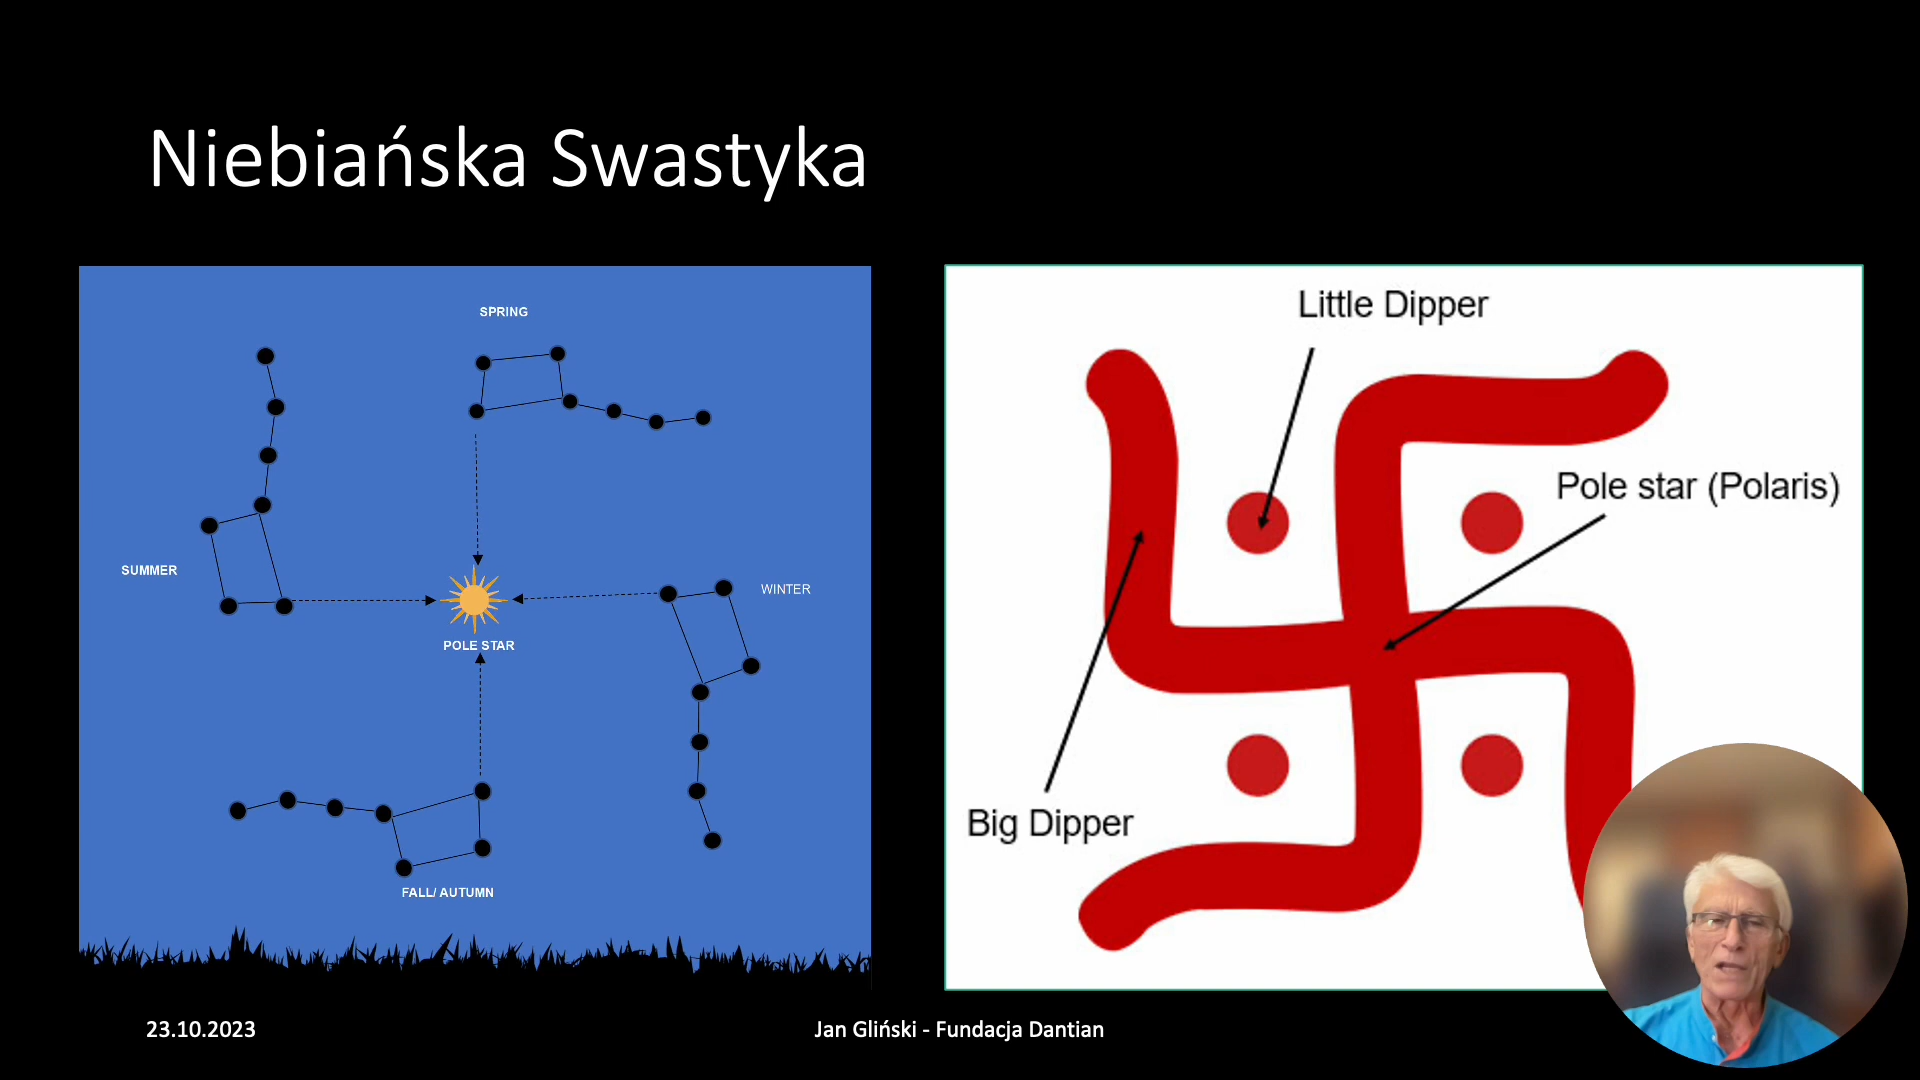 Niebiańska Swastyka
SPRING
SUMMER
WINTER
POLE STAR
FALL/ AUTUMN
Little Dipper
Pole star (Polaris)
Big Dipper
23.10.2023
Jan Gliński - Fundacja Dantian